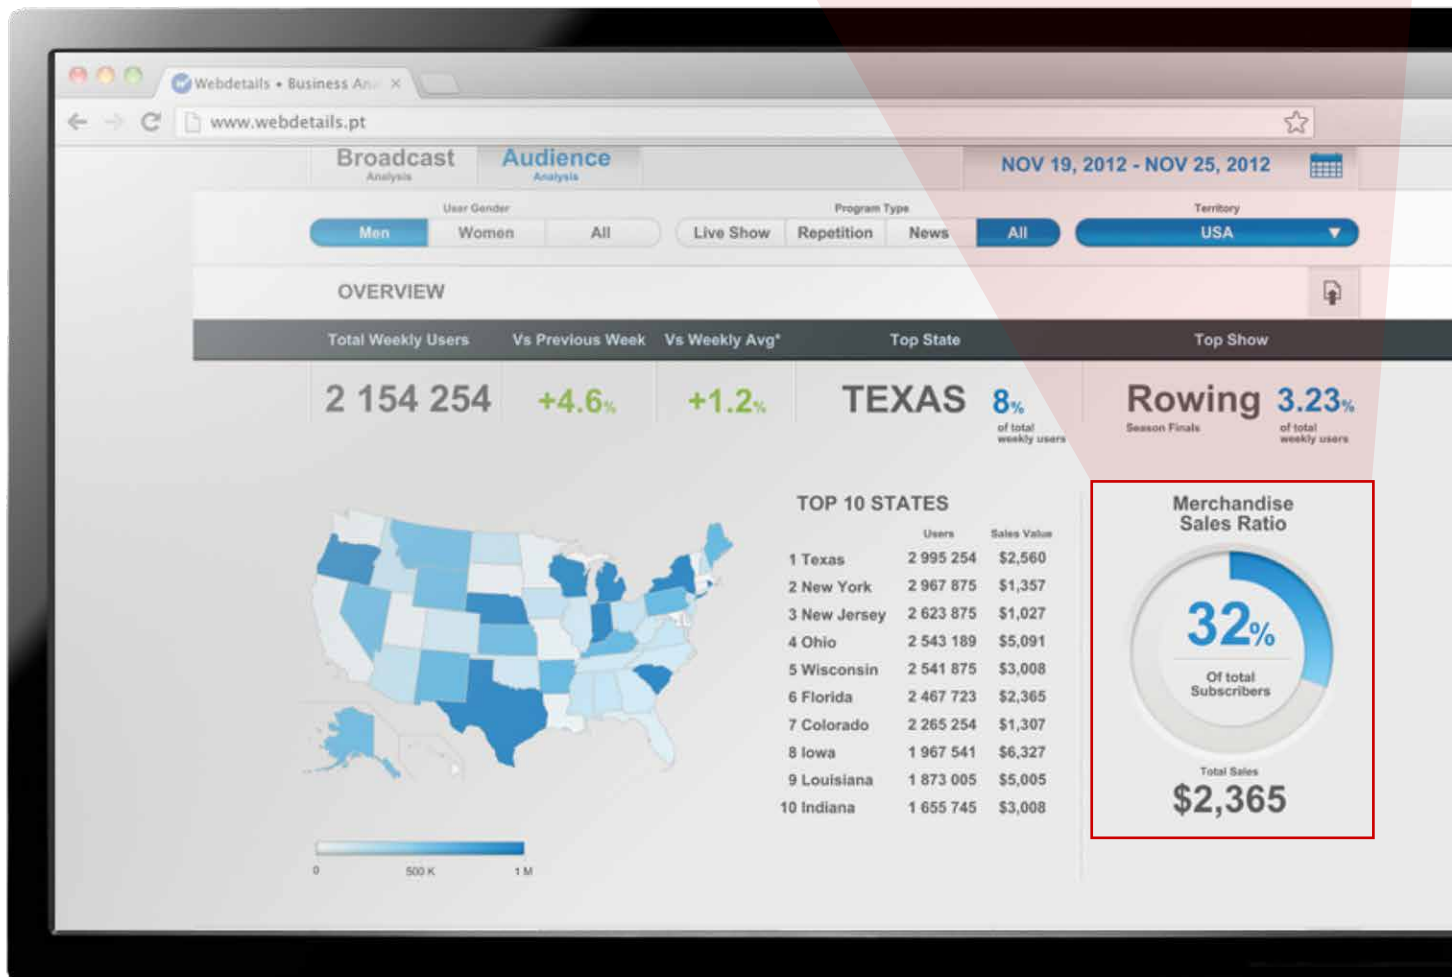 Webdetails • Business Ana
www.webdetails.pt
Broadcast
Analysis
Audience
Analysis
NOV 19, 2012 - NOV 25, 2012
User Gender
Program Type
Territory
Men Women All
Live Show Repetition News All
USA
OVERVIEW
Total Weekly Users Vs Previous Week Vs Weekly Avg* Top State Top Show
2 154 254 +4.6% +1.2% TEXAS 8% Rowing 3.23%
of total
weekly users
Season Finals
of total
weekly users
TOP 10 STATES
Users Sales Value
1 Texas 2 995 254 $2,560
2 New York 2 967 875 $1,357
3 New Jersey 2 623 875 $1,027
4 Ohio 2 543 189 $5,091
5 Wisconsin 2 541 875 $3,008
6 Florida 2 467 723 $2,365
7 Colorado 2 265 254 $1,307
8 Iowa 1 967 541 $6,327
9 Louisiana 1 873 005 $5,005
10 Indiana 1 655 745 $3,008
Merchandise
Sales Ratio
32%
Of total
Subscribers
Total Sales
$2,365
0 500 K 1 M